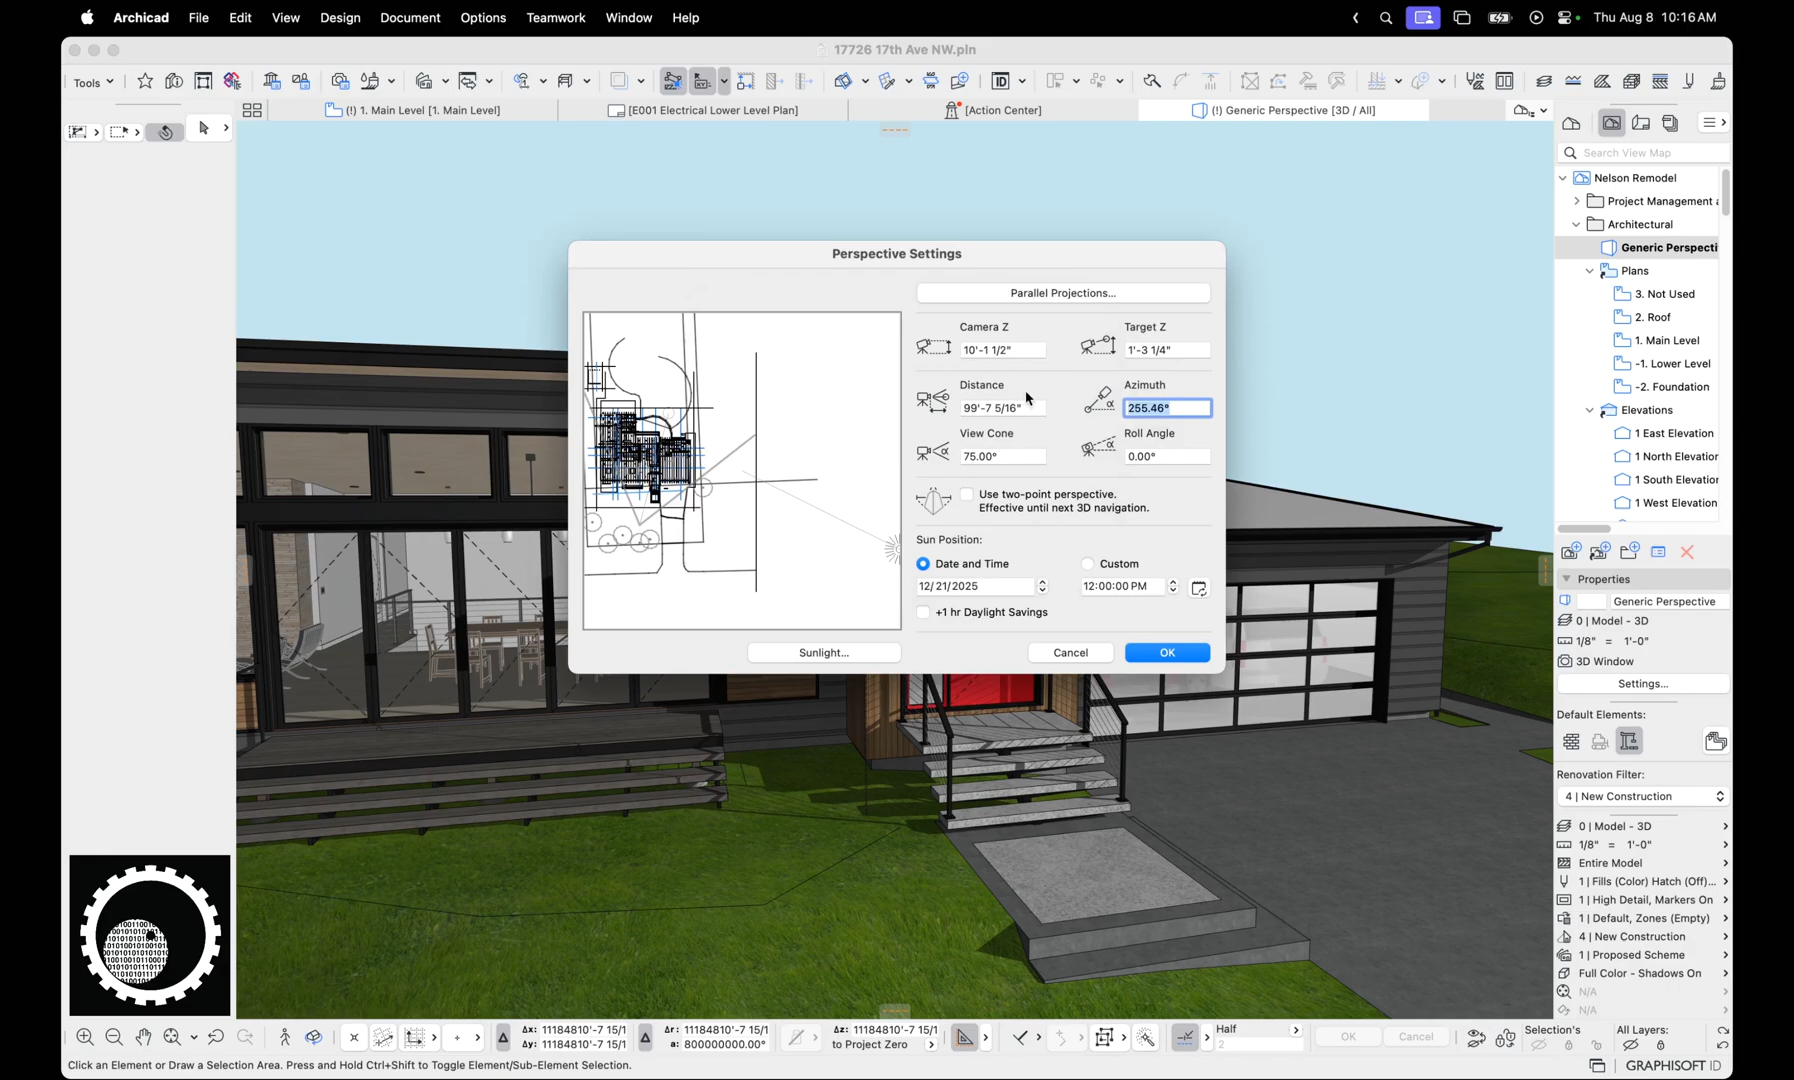 Archicad File Edit View Design Document Options Teamwork Window Help
Thu Aug 8 10:16 AM
17726 17th Ave NW.pln
Tools
(!) 1. Main Level [1. Main Level]
[E001 Electrical Lower Level Plan]
[Action Center]
(!) Generic Perspective [3D / All]
Search View Map
Nelson Remodel
Project Management
Architectural
Generic Perspecti
Plans
3. Not Used
2. Roof
1. Main Level
-1. Lower Level
-2. Foundation
Elevations
1 East Elevation
1 North Elevation
1 South Elevation
1 West Elevation
Perspective Settings
Parallel Projections...
Camera Z
10'-1 1/2"
Target Z
1'-3 1/4"
Distance
99'-7 5/16"
Azimuth
255.46°
View Cone
75.00°
Roll Angle
0.00°
Use two-point perspective.
Effective until next 3D navigation.
Sun Position:
Date and Time
Custom
12/21/2025
12:00:00 PM
+1 hr Daylight Savings
Sunlight...
Cancel
OK
Properties
Generic Perspective
0 | Model - 3D
1/8" = 1'-0"
3D Window
Settings...
Default Elements:
Renovation Filter:
4 | New Construction
0 | Model - 3D
1/8" = 1'-0"
Entire Model
1 | Fills (Color) Hatch (Off)...
1 | High Detail, Markers On
1 | Default, Zones (Empty)
4 | New Construction
1 | Proposed Scheme
Full Color - Shadows On
N/A
N/A
Δx: 11184810'-7 15/1
Δy: 11184810'-7 15/1
Δr: 11184810'-7 15/1
a: 800000000.00°
Δz: 11184810'-7 15/1
to Project Zero
Half
2
OK
Cancel
Selection's
All Layers:
Click an Element or Draw a Selection Area. Press and Hold Ctrl+Shift to Toggle Element/Sub-Element Selection.
GRAPHISOFT ID